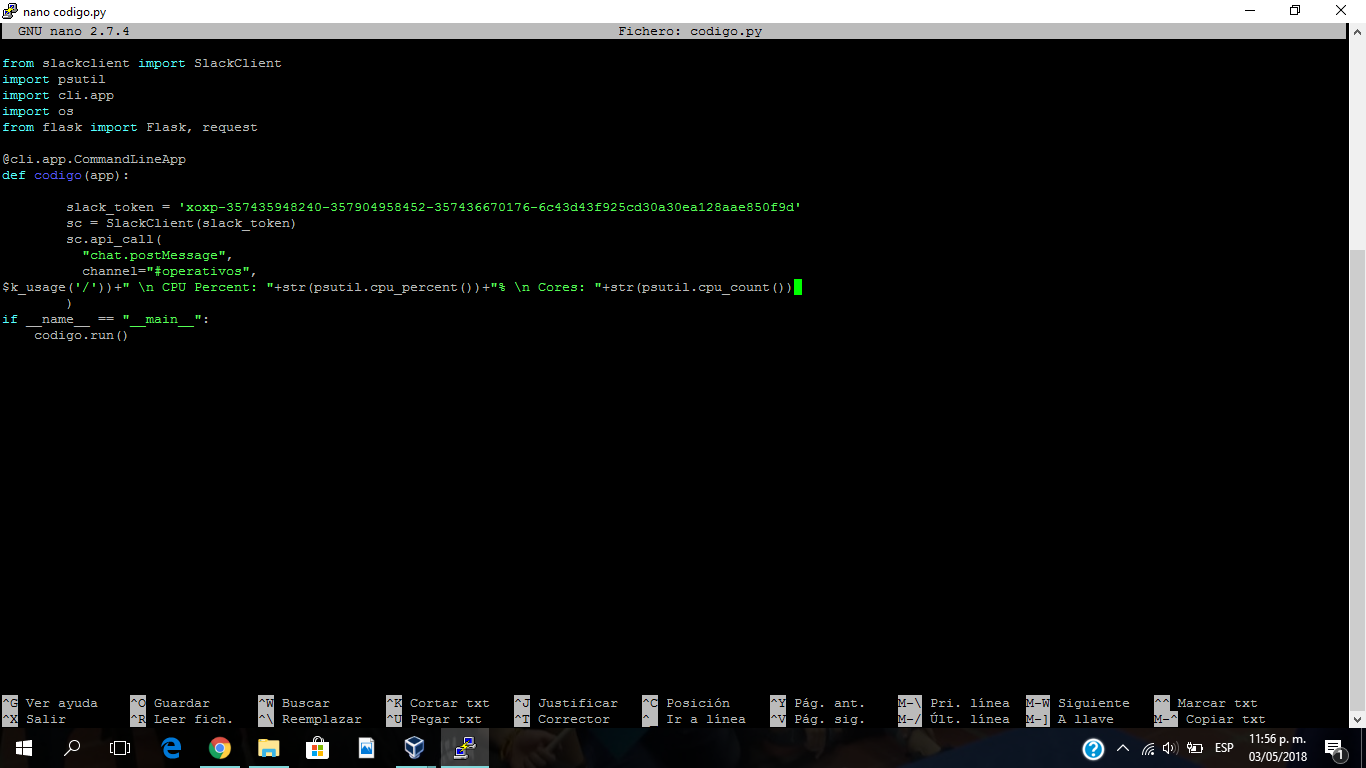 nano codigo.py
GNU nano 2.7.4 Fichero: codigo.py
from slackclient import SlackClient
import psutil
import cli.app
import os
from flask import Flask, request
@cli.app.CommandLineApp
def codigo(app):
slack_token = 'xoxp-357435948240-357904958452-357436670176-6c43d43f925cd30a30ea128aae850f9d'
sc = SlackClient(slack_token)
sc.api_call(
"chat.postMessage",
channel="#operativos",
$k_usage('/'))+" \n CPU Percent: "+str(psutil.cpu_percent())+"% \n Cores: "+str(psutil.cpu_count())
)
if __name__ == "__main__":
codigo.run()
^G Ver ayuda ^O Guardar ^W Buscar ^K Cortar txt ^J Justificar ^C Posición ^Y Pág. ant. M-\ Pri. línea M-W Siguiente ^^ Marcar txt
^X Salir ^R Leer fich. ^\ Reemplazar ^U Pegar txt ^T Corrector ^_ Ir a línea ^V Pág. sig. M-/ Últ. línea M-] A llave M-^ Copiar txt
ESP
11:56 p. m.
03/05/2018
1